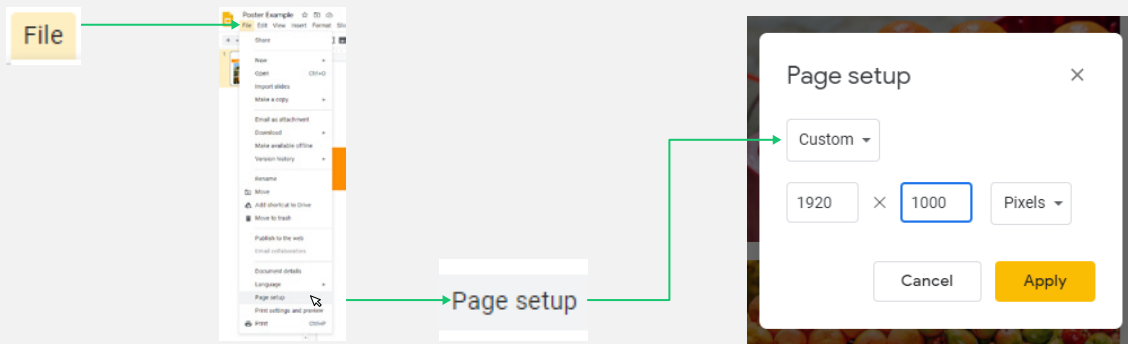 File
Poster Example
File Edit View Insert Format
Share
New
Open Ctrl+O
Import slides
Make a copy
Email as attachment
Download
Make available offline
Version history
Rename
Move
Add shortcut to Drive
Move to trash
Publish to the web
Email collaborators
Document details
Language
Page setup
Print settings and preview
Print Ctrl+P
Page setup
Page setup
Custom
1920 × 1000 Pixels
Cancel Apply